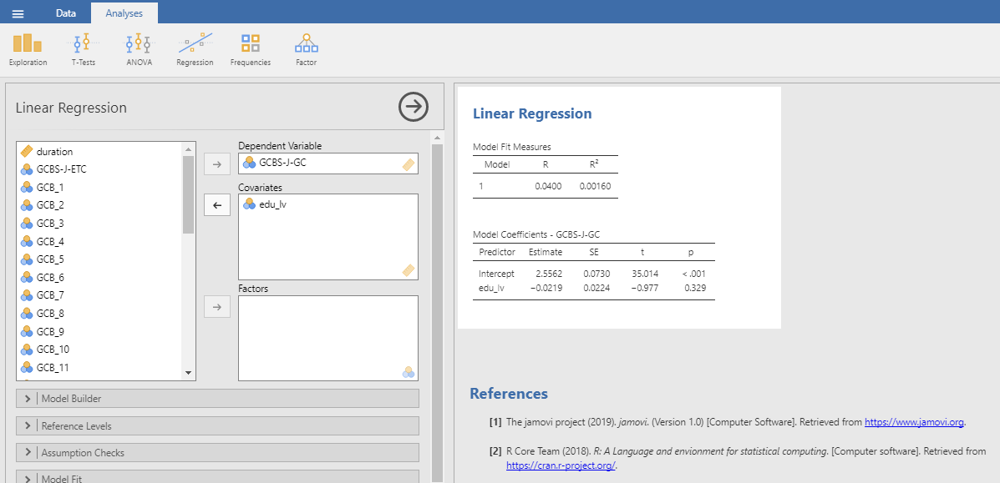 Data
Analyses
Exploration
T-Tests
ANOVA
Regression
Frequencies
Factor
Linear Regression
duration
GCBS-J-ETC
GCB_1
GCB_2
GCB_3
GCB_4
GCB_5
GCB_6
GCB_7
GCB_8
GCB_9
GCB_10
GCB_11
Dependent Variable
GCBS-J-GC
Covariates
edu_lv
Factors
Model Builder
Reference Levels
Assumption Checks
Model Fit
Linear Regression
Model Fit Measures
Model R R²
1 0.0400 0.00160
Model Coefficients - GCBS-J-GC
Predictor Estimate SE t p
Intercept 2.5562 0.0730 35.014 < .001
edu_lv −0.0219 0.0224 −0.977 0.329
References
[1] The jamovi project (2019). jamovi. (Version 1.0) [Computer Software]. Retrieved from https://www.jamovi.org.
[2] R Core Team (2018). R: A Language and envionment for statistical computing. [Computer software]. Retrieved from
https://cran.r-project.org/.